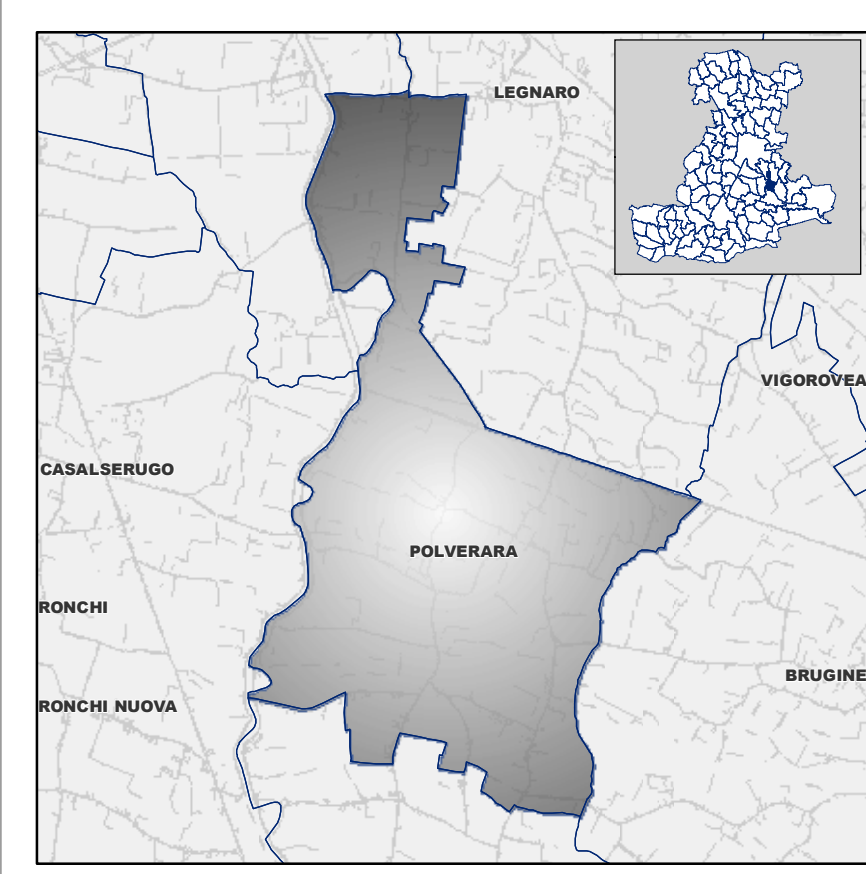 LEGNARO
VIGOROVEA
CASALSERUGO
POLVERARA
RONCHI
BRUGINE
RONCHI NUOVA